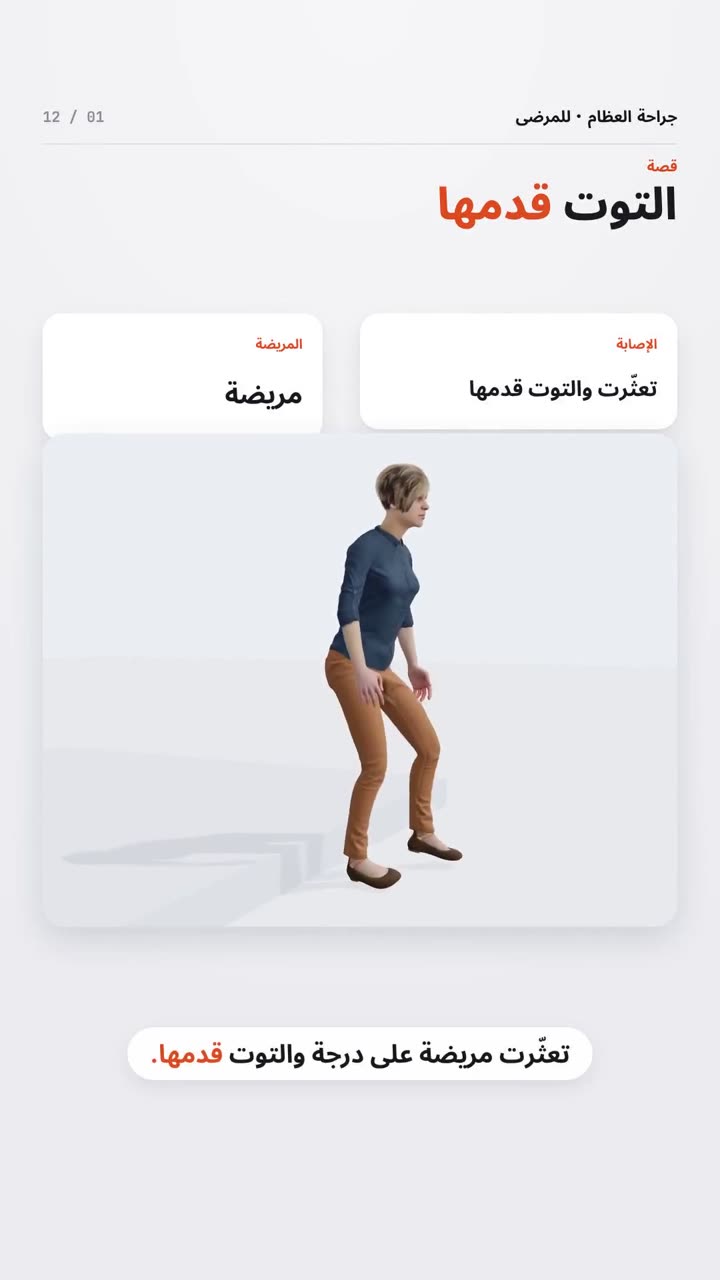 جراحة العظام • للمرضى
01 / 12
قصة
التوت قدمها
الإصابة
تعثّرت والتوت قدمها
المريضة
مريضة
تعثّرت مريضة على درجة والتوت قدمها.